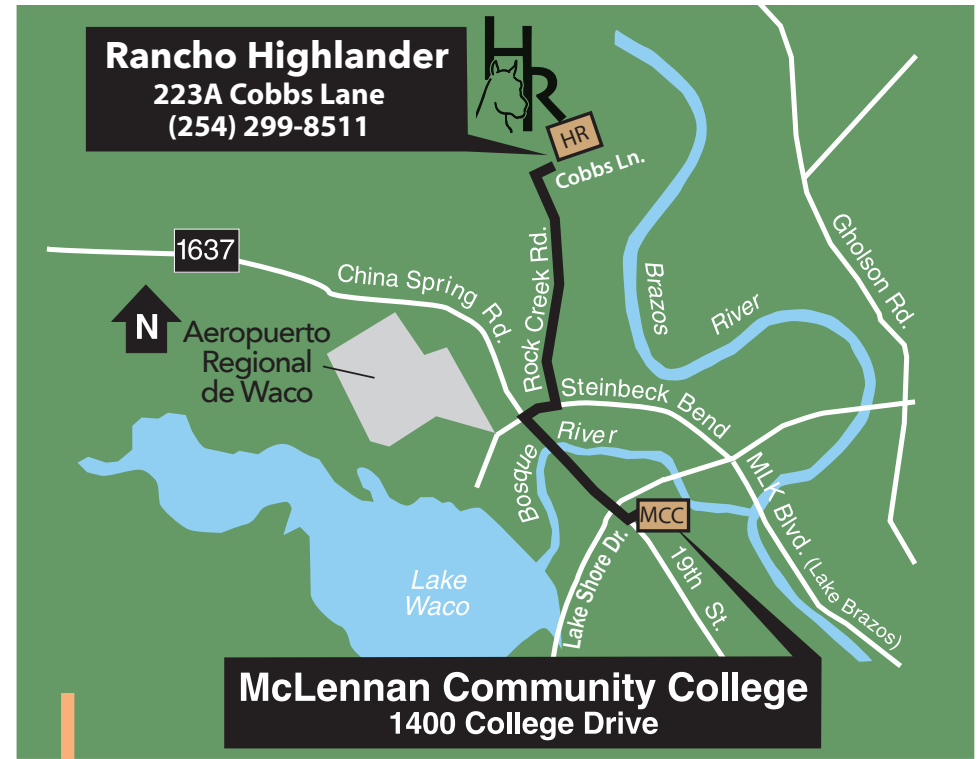 Rancho Highlander
223A Cobbs Lane
(254) 299-8511
HR
HR
Cobbs Ln.
1637
China Spring Rd.
Rock Creek Rd.
Brazos
River
Gholson Rd.
N
Aeropuerto
Regional
de Waco
Steinbeck Bend
Bosque
River
MLK Blvd. (Lake Brazos)
MCC
Lake Shore Dr.
19th St.
Lake
Waco
McLennan Community College
1400 College Drive